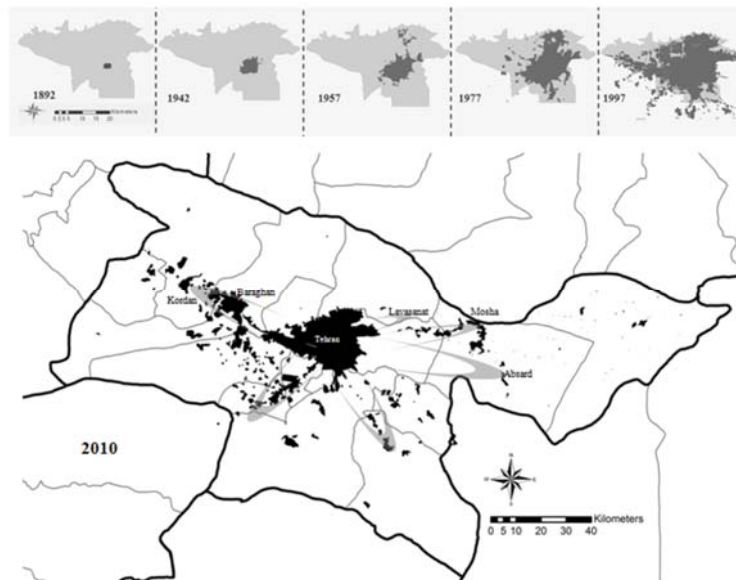 1892
1942
1957
1977
1997
Kilometers
Kordan
Baraghan
Lavasanat
Mosha
Tehran
Absard
2010
Kilometers
0 5 10 20 30 40